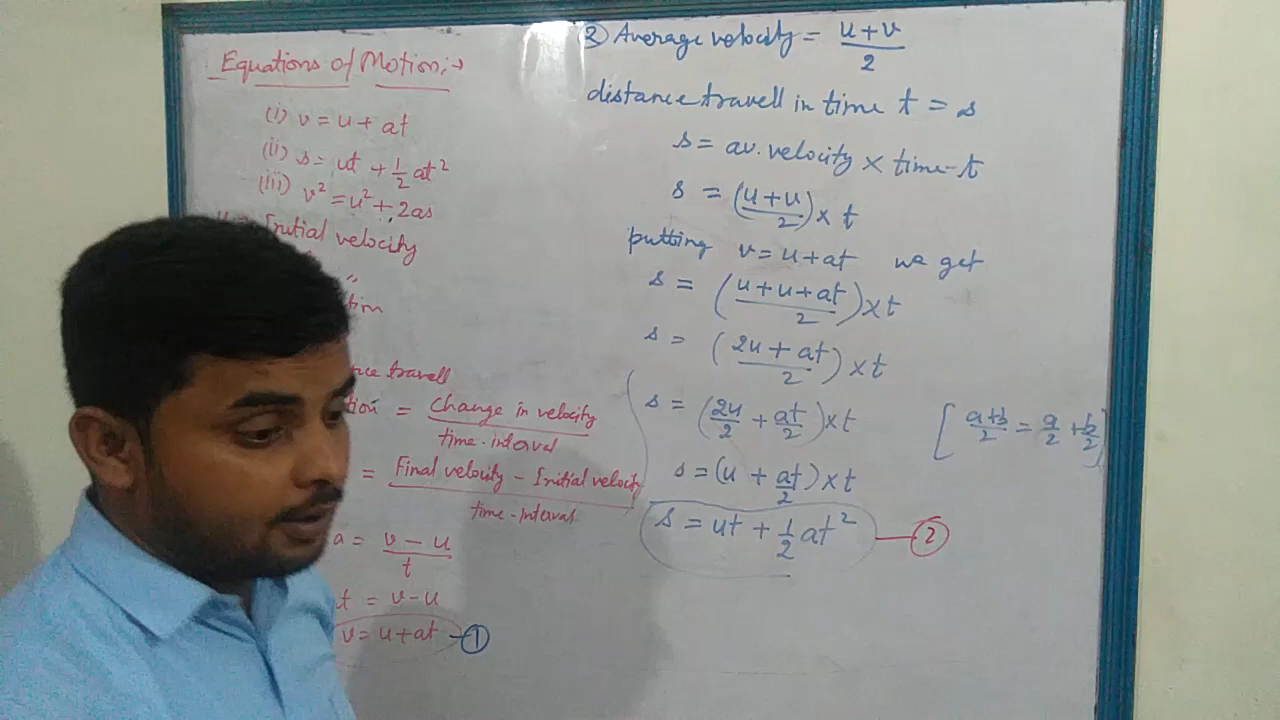 Equations of Motion :→
(i) v = u + at
(ii) s = ut + 1/2 at²
(iii) v² = u² + 2as
Initial velocity
"
nce travell
tion = Change in velocity / time-interval
= Final velocity - Initial velocity / time-interval
a = v - u / t
t = v - u
v = u + at - ①
② Average velocity = u + v / 2
distance travell in time t = s
s = av. velocity × time - t
s = (u + u / 2) × t
putting v = u + at we get
s = (u + u + at / 2) × t
s = (2u + at / 2) × t
s = (2u/2 + at/2) × t [a+b/2 = a/2 + b/2]
s = (u + at/2) × t
s = ut + 1/2 at² — ②